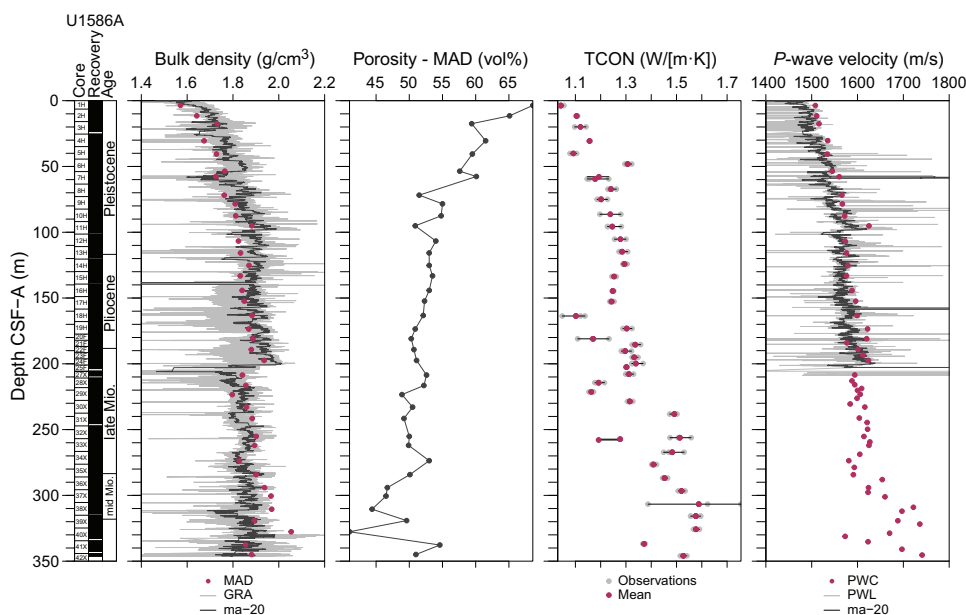 U1586A
Core
Recovery
Age
Bulk density (g/cm³)
Porosity - MAD (vol%)
TCON (W/[m·K])
P-wave velocity (m/s)
1.4 1.6 1.8 2.0 2.2
45 50 55 60 65
1.1 1.3 1.5 1.7
1400 1500 1600 1700 1800
Depth CSF-A (m)
0
50
100
150
200
250
300
350
1H
2H
3H
4H
5H
6H
7H
8H
9H
10H
11H
12H
13H
14H
15H
16H
17H
18H
19H
28X
29X
30X
31X
32X
33X
34X
35X
36X
37X
38X
39X
40X
41X
42X
Pleistocene
Pliocene
late Mio.
mid Mio.
MAD
GRA
ma-20
Observations
Mean
PWC
PWL
ma-20